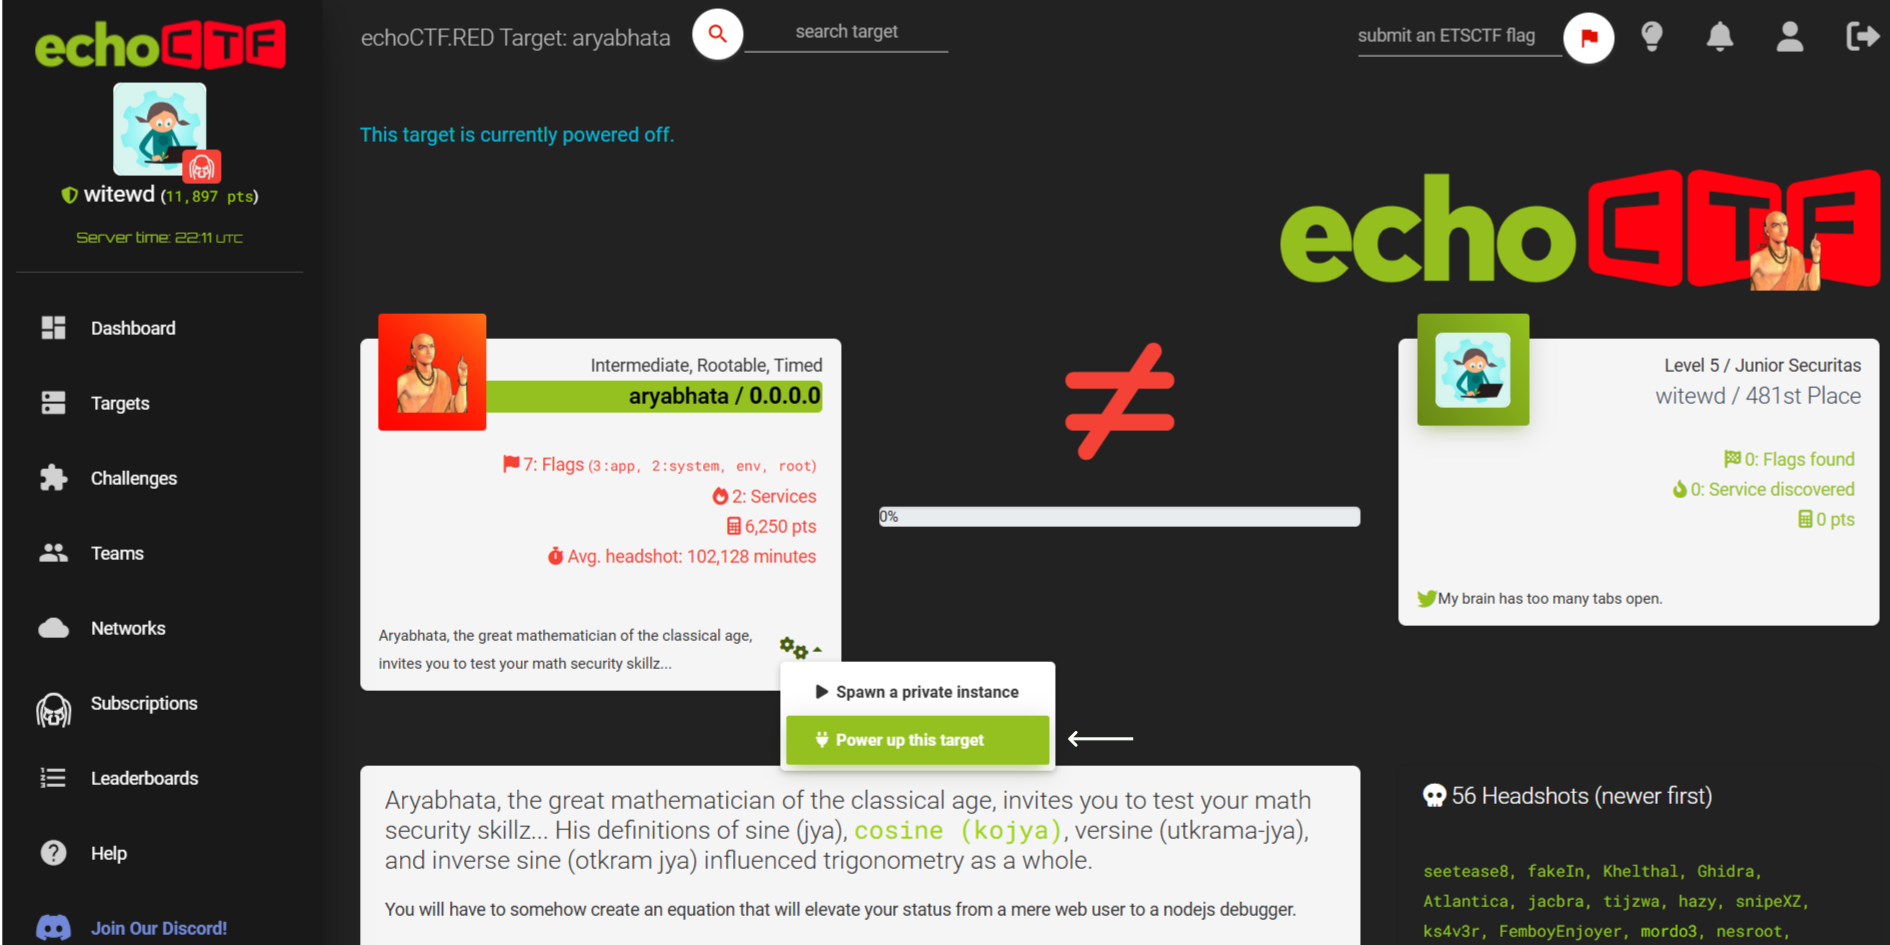 echoCTF
witewd (11,897 pts)
Server time: 22:11 UTC
Dashboard
Targets
Challenges
Teams
Networks
Subscriptions
Leaderboards
Help
Join Our Discord!
echoCTF.RED Target: aryabhata
search target
submit an ETSCTF flag
This target is currently powered off.
echoCTF
Intermediate, Rootable, Timed
aryabhata / 0.0.0.0
7: Flags (3:app, 2:system, env, root)
2: Services
6,250 pts
Avg. headshot: 102,128 minutes
Aryabhata, the great mathematician of the classical age,
invites you to test your math security skillz...
Spawn a private instance
Power up this target
0%
Level 5 / Junior Securitas
witewd / 481st Place
0: Flags found
0: Service discovered
0 pts
My brain has too many tabs open.
Aryabhata, the great mathematician of the classical age, invites you to test your math
security skillz... His definitions of sine (jya), cosine (kojya), versine (utkrama-jya),
and inverse sine (otkram jya) influenced trigonometry as a whole.
You will have to somehow create an equation that will elevate your status from a mere web user to a nodejs debugger.
56 Headshots (newer first)
seetease8, fakeIn, Khelthal, Ghidra,
Atlantica, jacbra, tijzwa, hazy, snipeXZ,
ks4v3r, FemboyEnjoyer, mordo3, nesroot,